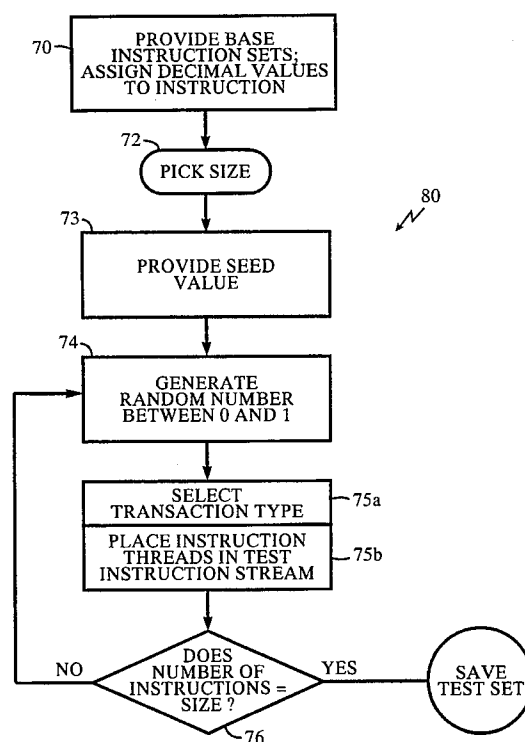 70
PROVIDE BASE
INSTRUCTION SETS;
ASSIGN DECIMAL VALUES
TO INSTRUCTION
72
PICK SIZE
80
73
PROVIDE SEED
VALUE
74
GENERATE
RANDOM NUMBER
BETWEEN 0 AND 1
SELECT
TRANSACTION TYPE
75a
PLACE INSTRUCTION
THREADS IN TEST
INSTRUCTION STREAM
75b
DOES
NUMBER OF
INSTRUCTIONS =
SIZE ?
NO
YES
76
SAVE
TEST SET